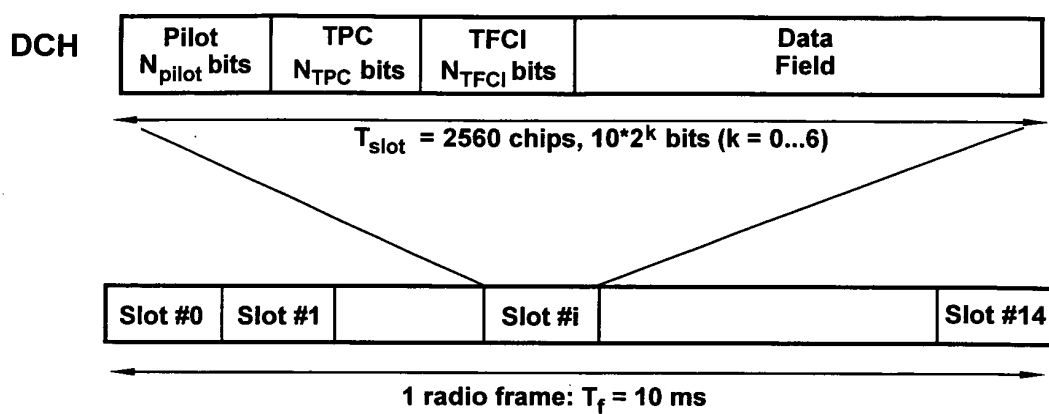 DCH
Pilot TPC TFCI Data
N_pilot bits N_TPC bits N_TFCI bits Field
T_slot = 2560 chips, 10*2^k bits (k = 0...6)
Slot #0 Slot #1 Slot #i Slot #14
1 radio frame: T_f = 10 ms